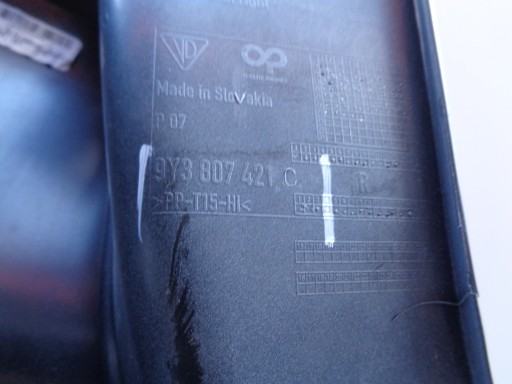 Made in Slovakia
P 07
9Y3 807 421 C R
>PP-T15-HI<